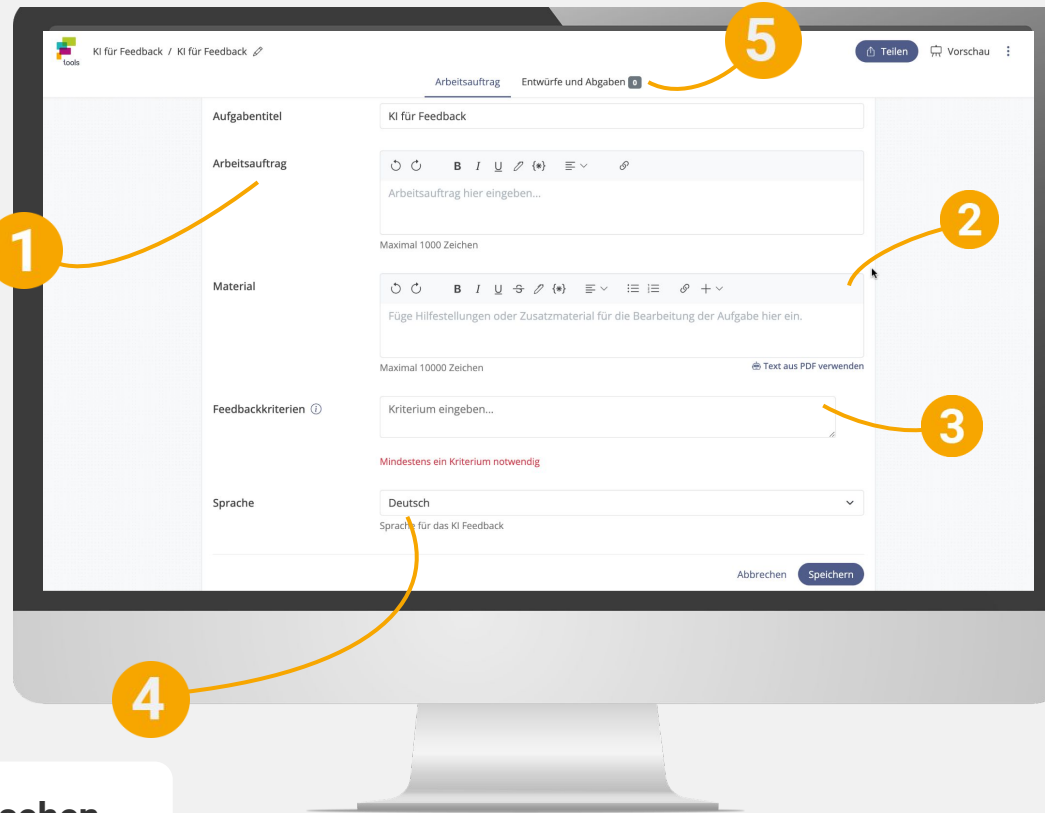 5
tools
KI für Feedback / KI für Feedback
Teilen
Vorschau
Arbeitsauftrag
Entwürfe und Abgaben 0
Aufgabentitel
KI für Feedback
Arbeitsauftrag
B I U {*}
Arbeitsauftrag hier eingeben...
1
2
Maximal 1000 Zeichen
Material
B I U S {*}
Füge Hilfestellungen oder Zusatzmaterial für die Bearbeitung der Aufgabe hier ein.
Maximal 10000 Zeichen
Text aus PDF verwenden
Feedbackkriterien
Kriterium eingeben...
3
Mindestens ein Kriterium notwendig
Sprache
Deutsch
Sprache für das KI Feedback
Abbrechen
Speichern
4